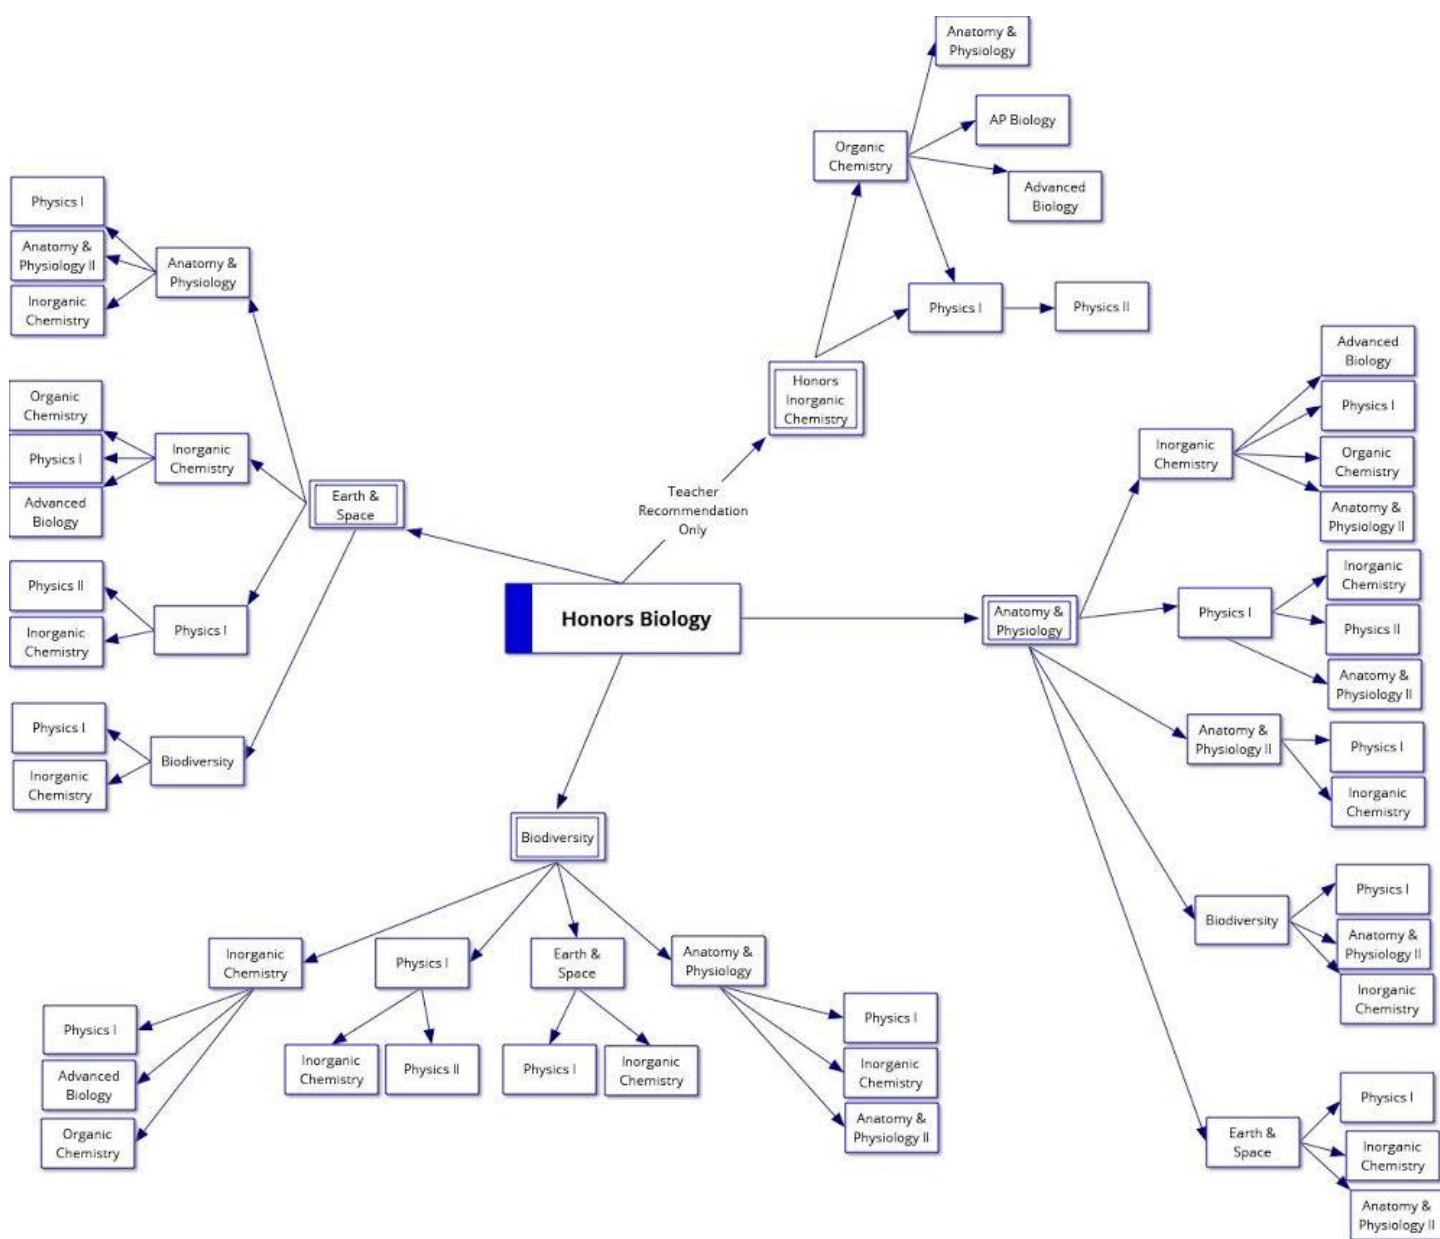 Anatomy &
Physiology
AP Biology
Organic
Chemistry
Advanced
Biology
Physics I
Physics II
Honors
Inorganic
Chemistry
Physics I
Anatomy &
Physiology II
Inorganic
Chemistry
Anatomy &
Physiology
Organic
Chemistry
Physics I
Advanced
Biology
Inorganic
Chemistry
Earth &
Space
Physics II
Inorganic
Chemistry
Physics I
Physics I
Inorganic
Chemistry
Biodiversity
Teacher
Recommendation
Only
Honors Biology
Anatomy &
Physiology
Inorganic
Chemistry
Advanced
Biology
Physics I
Organic
Chemistry
Anatomy &
Physiology II
Physics I
Inorganic
Chemistry
Physics II
Anatomy &
Physiology II
Anatomy &
Physiology II
Physics I
Inorganic
Chemistry
Biodiversity
Physics I
Anatomy &
Physiology II
Inorganic
Chemistry
Earth &
Space
Physics I
Inorganic
Chemistry
Anatomy &
Physiology II
Biodiversity
Inorganic
Chemistry
Physics I
Earth &
Space
Anatomy &
Physiology
Physics I
Advanced
Biology
Organic
Chemistry
Inorganic
Chemistry
Physics II
Physics I
Inorganic
Chemistry
Physics I
Inorganic
Chemistry
Anatomy &
Physiology II